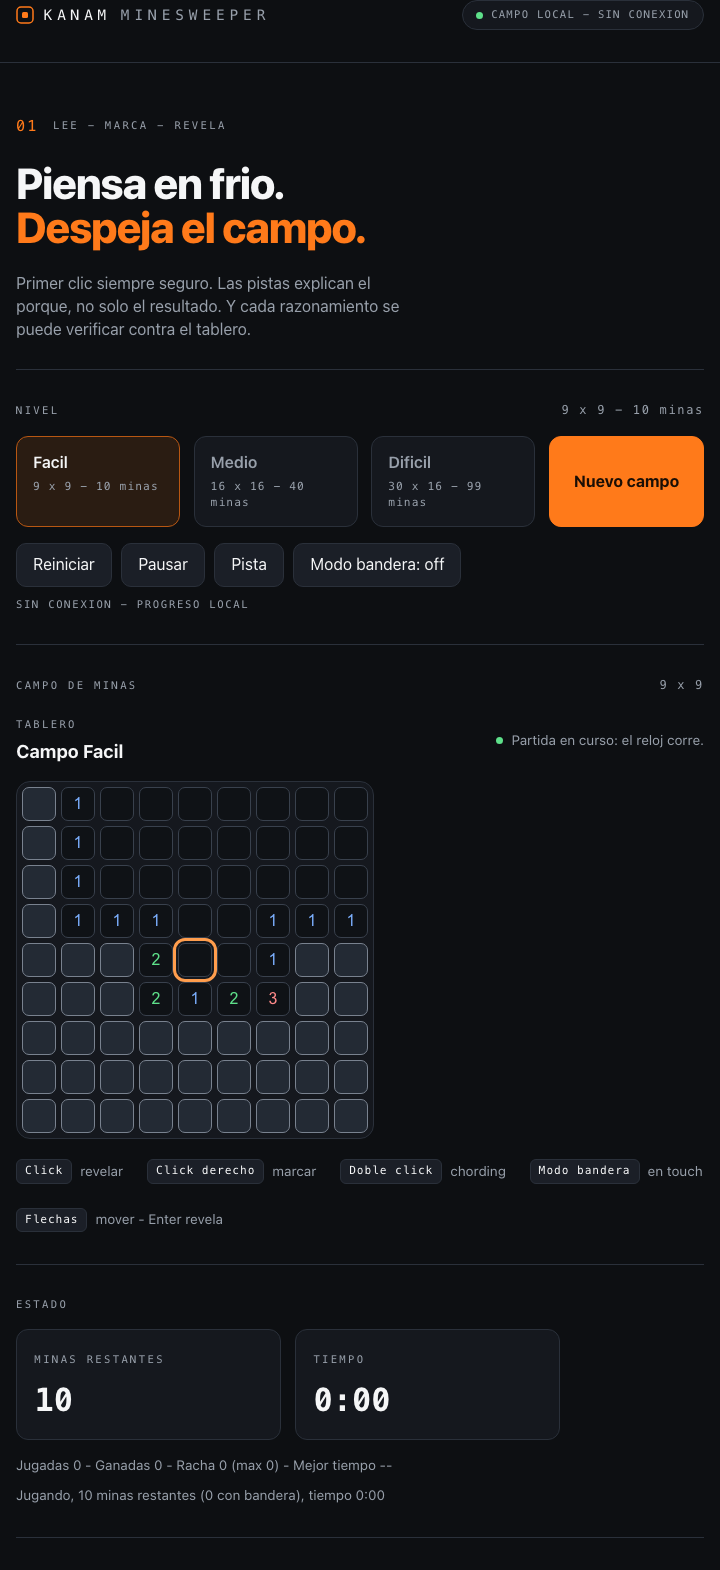 KANAM MINESWEEPER
CAMPO LOCAL - SIN CONEXION
01 LEE - MARCA - REVELA
Piensa en frio.
Despeja el campo.
Primer clic siempre seguro. Las pistas explican el
porque, no solo el resultado. Y cada razonamiento se
puede verificar contra el tablero.
NIVEL
9 x 9 - 10 minas
Facil
9 x 9 - 10 minas
Medio
16 x 16 - 40
minas
Dificil
30 x 16 - 99
minas
Nuevo campo
Reiniciar Pausar Pista Modo bandera: off
SIN CONEXION - PROGRESO LOCAL
CAMPO DE MINAS
9 x 9
TABLERO
Campo Facil
Partida en curso: el reloj corre.
1
1
1
1 1 1 1 1 1
2 1
2 1 2 3
Click revelar Click derecho marcar Doble click chording Modo bandera en touch
Flechas mover - Enter revela
ESTADO
MINAS RESTANTES
10
TIEMPO
0:00
Jugadas 0 - Ganadas 0 - Racha 0 (max 0) - Mejor tiempo --
Jugando, 10 minas restantes (0 con bandera), tiempo 0:00